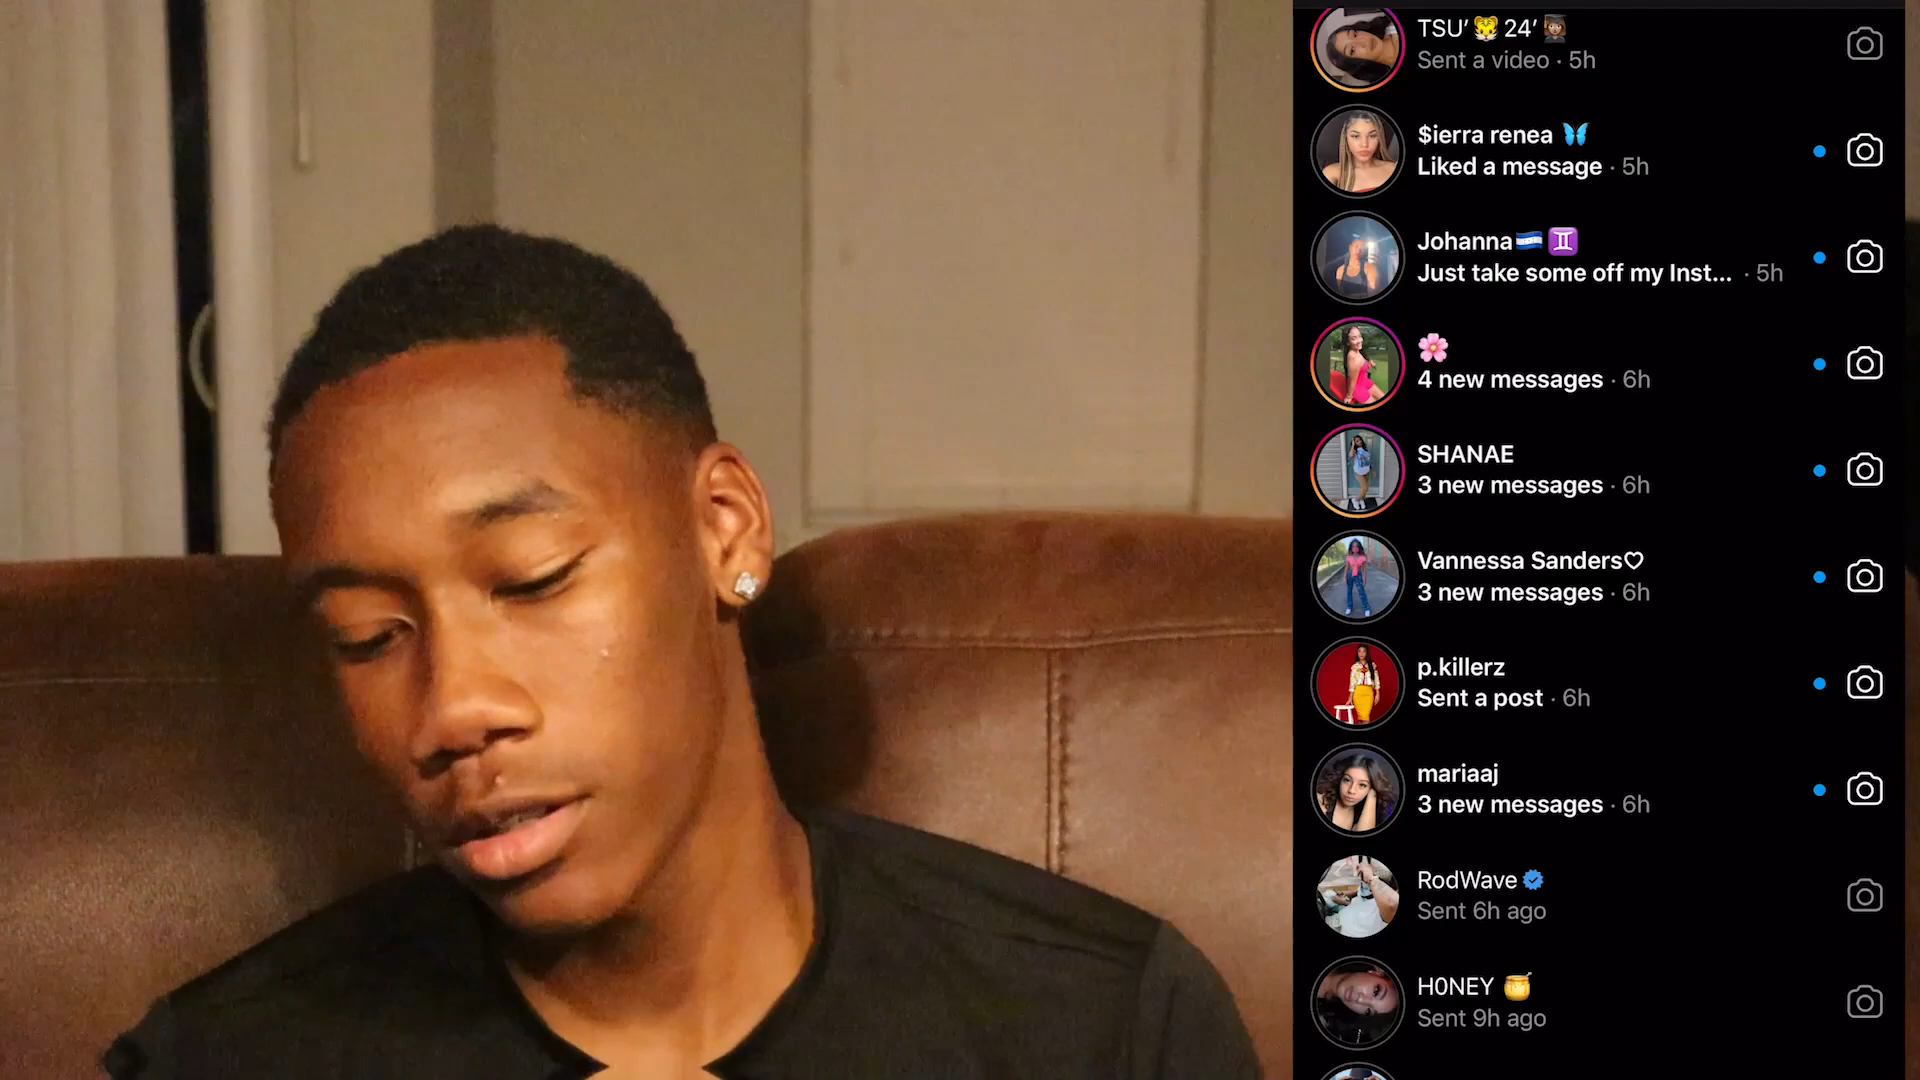 TSU’🐯 24’👩🏽‍🎓
Sent a video · 5h
$ierra renea 🦋
Liked a message · 5h
Johanna🇭🇳♊
Just take some off my Inst... · 5h
🌸
4 new messages · 6h
SHANAE
3 new messages · 6h
Vannessa Sanders♡
3 new messages · 6h
p.killerz
Sent a post · 6h
mariaaj
3 new messages · 6h
RodWave
Sent 6h ago
H0NEY 🍯
Sent 9h ago